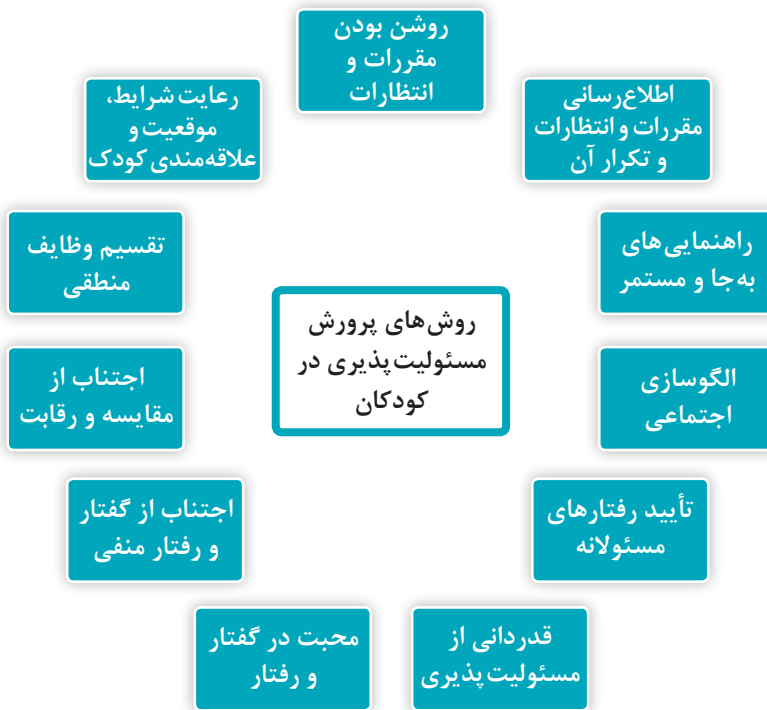 روشن بودن
مقررات و
انتظارات
اطلاع‌رسانی
مقررات و انتظارات
و تکرار آن
راهنمایی‌های
به‌جا و مستمر
الگوسازی
اجتماعی
تأیید رفتارهای
مسئولانه
قدردانی از
مسئولیت‌پذیری
محبت در گفتار
و رفتار
اجتناب از گفتار
و رفتار منفی
اجتناب از
مقایسه و رقابت
تقسیم وظایف
منطقی
رعایت شرایط،
موقعیت و
علاقه‌مندی کودک
روش‌های پرورش
مسئولیت‌پذیری در
کودکان